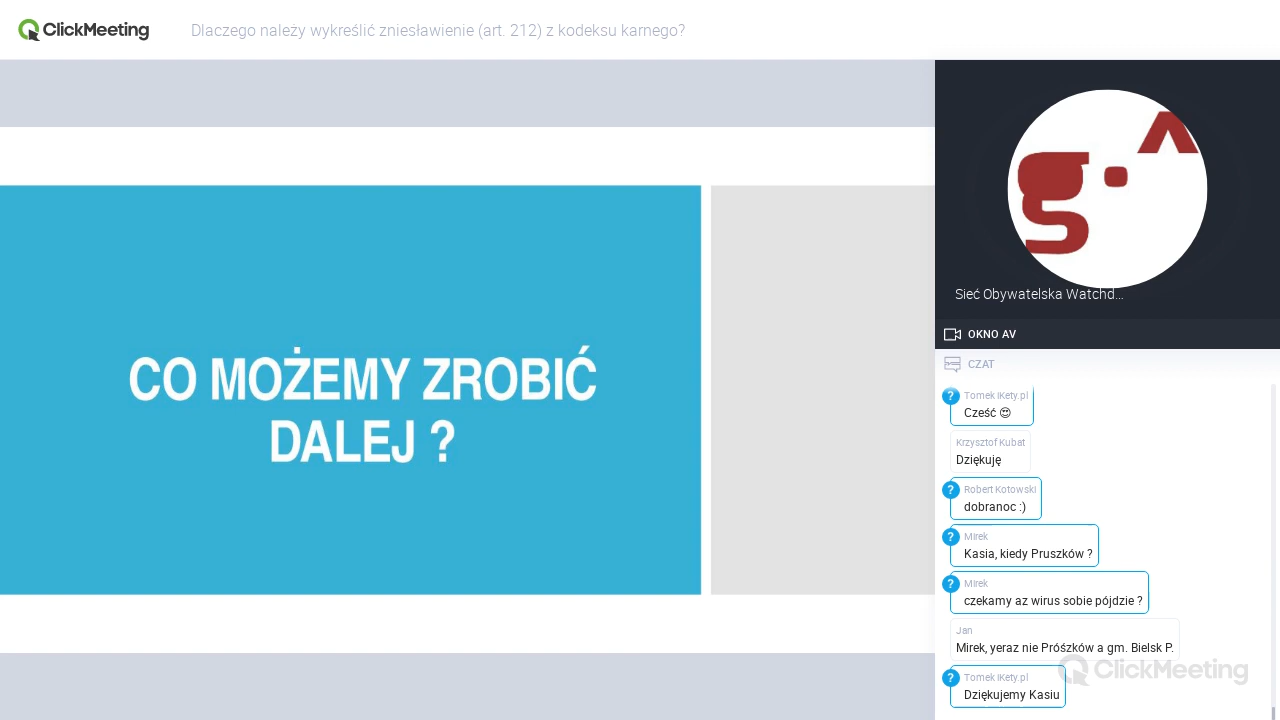 ClickMeeting
Dlaczego należy wykreślić zniesławienie (art. 212) z kodeksu karnego?
CO MOŻEMY ZROBIĆ
DALEJ ?
g·^
Sieć Obywatelska Watchd...
OKNO AV
CZAT
? Tomek iKety.pl
Cześć 😍
Krzysztof Kubat
Dziękuję
? Robert Kotowski
dobranoc :)
? Mirek
Kasia, kiedy Pruszków ?
? Mirek
czekamy az wirus sobie pójdzie ?
Jan
Mirek, yeraz nie Prószków a gm. Bielsk P.
? Tomek iKety.pl
Dziękujemy Kasiu
ClickMeeting